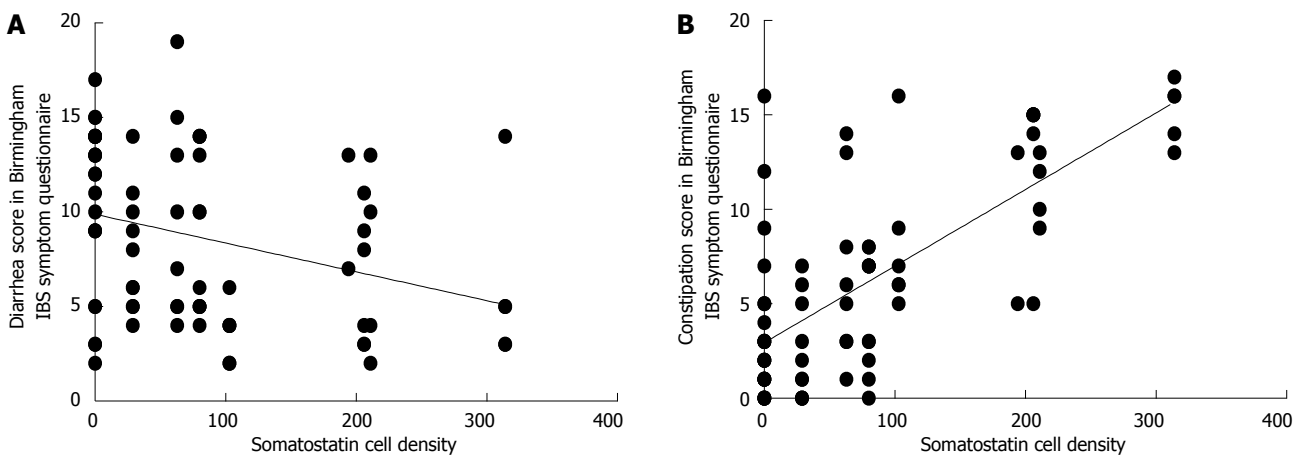 A
Diarrhea score in Birmingham
IBS symptom questionnaire
20
15
10
5
0
0 100 200 300 400
Somatostatin cell density
B
Constipation score in Birmingham
IBS symptom questionnaire
20
15
10
5
0
0 100 200 300 400
Somatostatin cell density